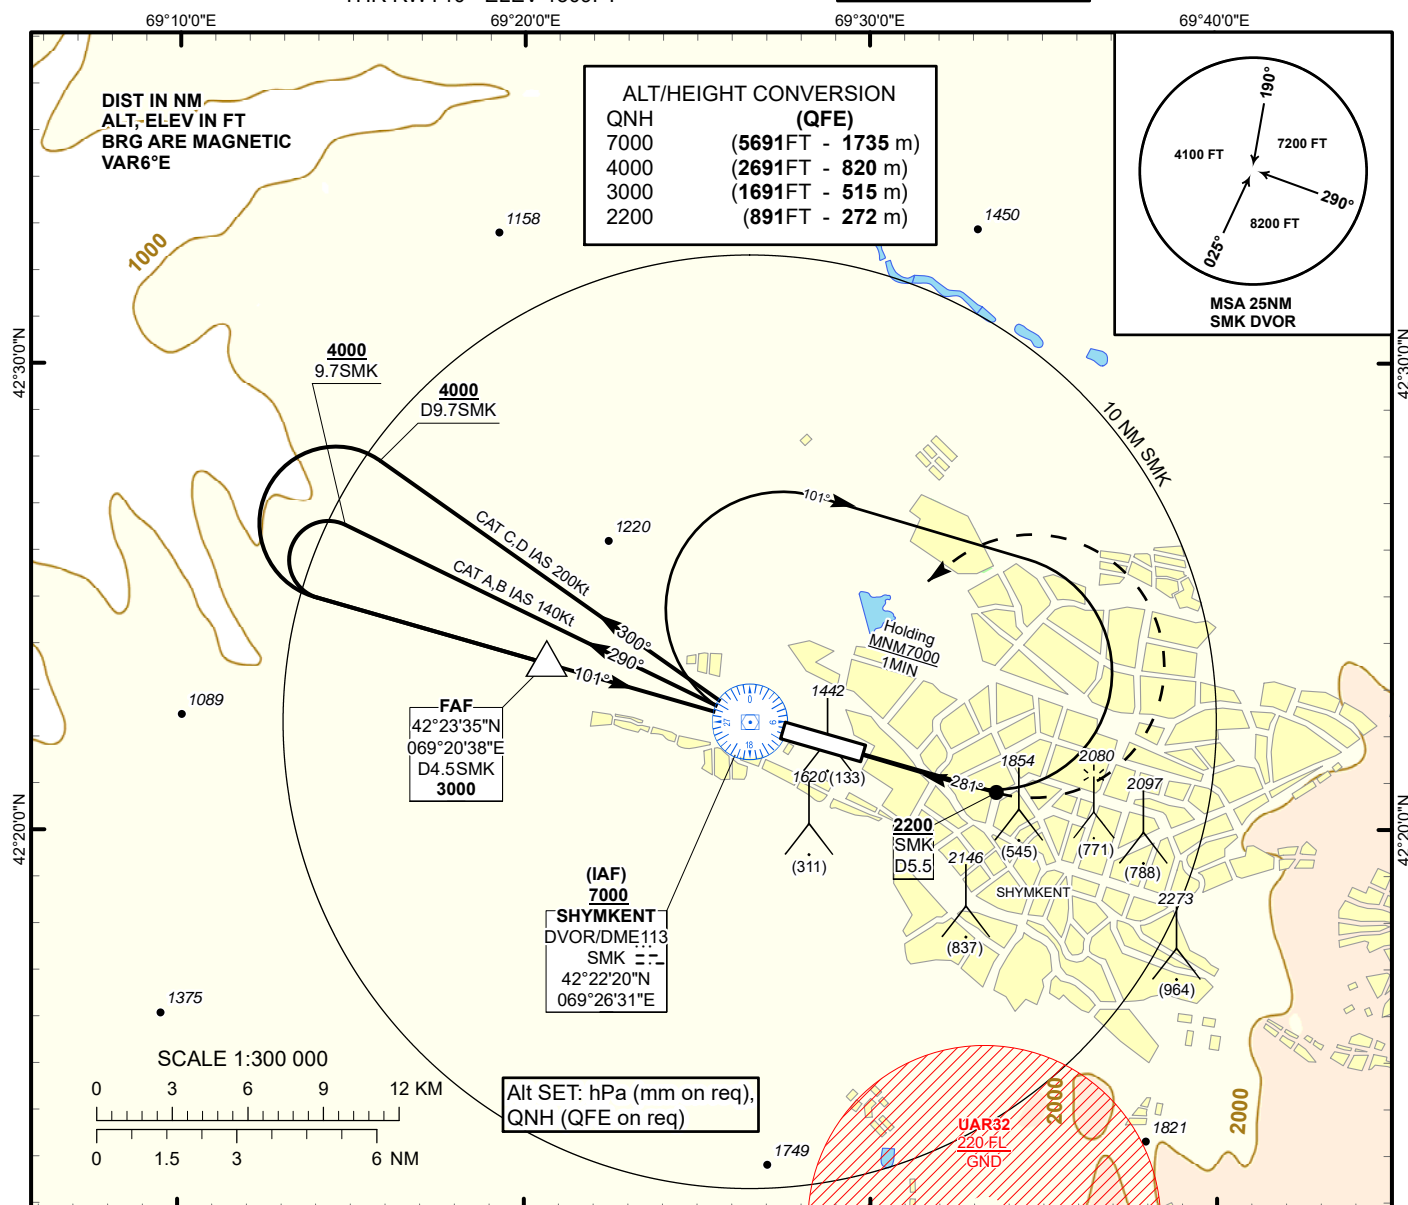 69°10'0"E
69°20'0"E
69°30'0"E
69°40'0"E
DIST IN NM
ALT, ELEV IN FT
BRG ARE MAGNETIC
VAR6°E
ALT/HEIGHT CONVERSION
QNH (QFE)
7000 (5691FT - 1735 m)
4000 (2691FT - 820 m)
3000 (1691FT - 515 m)
2200 (891FT - 272 m)
190°
4100 FT
7200 FT
290°
8200 FT
025°
MSA 25NM
SMK DVOR
1158
1450
1000
42°30'0"N
42°30'0"N
4000
9.7SMK
4000
D9.7SMK
10 NM SMK
101°
1220
CAT C,D IAS 200Kt
CAT A,B IAS 140Kt
300°
290°
101°
Holding
MNM7000
1MIN
1089
FAF
42°23'35"N
069°20'38"E
D4.5SMK
3000
0
6
18
27
1442
1620
(133)
(311)
281°
1854
2080
2097
2200
SMK
D5.5
(545)
(771)
(788)
2146
SHYMKENT
2273
(837)
(964)
42°20'0"N
42°20'0"N
(IAF)
7000
SHYMKENT
DVOR/DME113
SMK
42°22'20"N
069°26'31"E
1375
SCALE 1:300 000
0 3 6 9 12 KM
0 1.5 3 6 NM
Alt SET: hPa (mm on req),
QNH (QFE on req)
1749
UAR32
220 FL
GND
2000
1821
2000